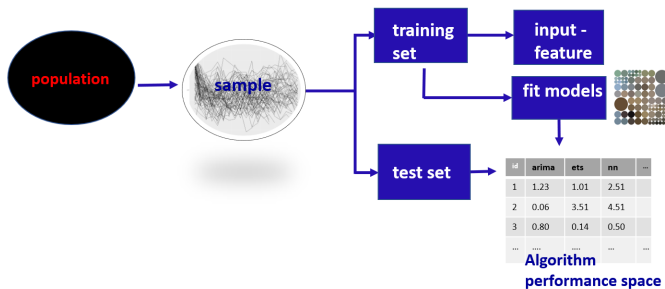 population
sample
training
set
input -
feature
fit models
test set
id arima ets nn ...
1 1.23 1.01 2.51
2 0.06 3.51 4.51
3 0.80 0.14 0.50
... .... .... ....
Algorithm
performance space